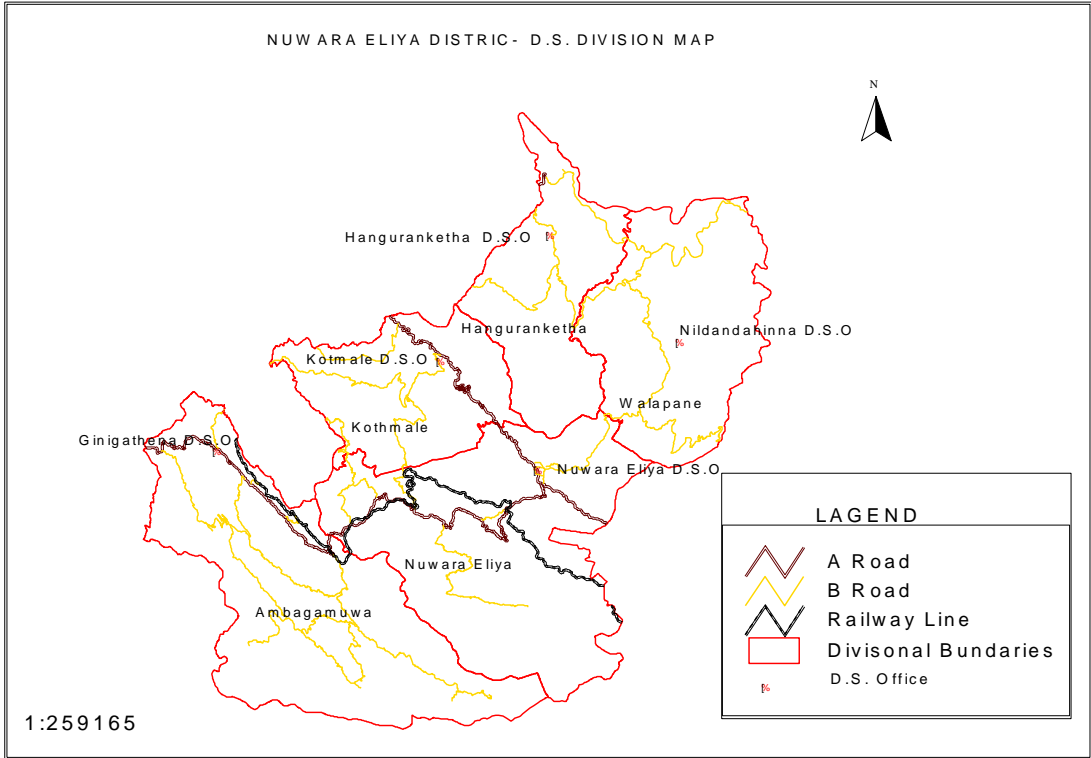 NUWARA ELIYA DISTRIC- D.S. DIVISION MAP
N
Hanguranketha D.S.O
Hanguranketha
Nildandahinna D.S.O
Kotmale D.S.O
Walapane
Kothmale
Ginigathena D.S.O
Nuwara Eliya D.S.O
Nuwara Eliya
Ambagamuwa
LAGEND
A Road
B Road
Railway Line
Divisonal Bundaries
D.S. Office
1:259165